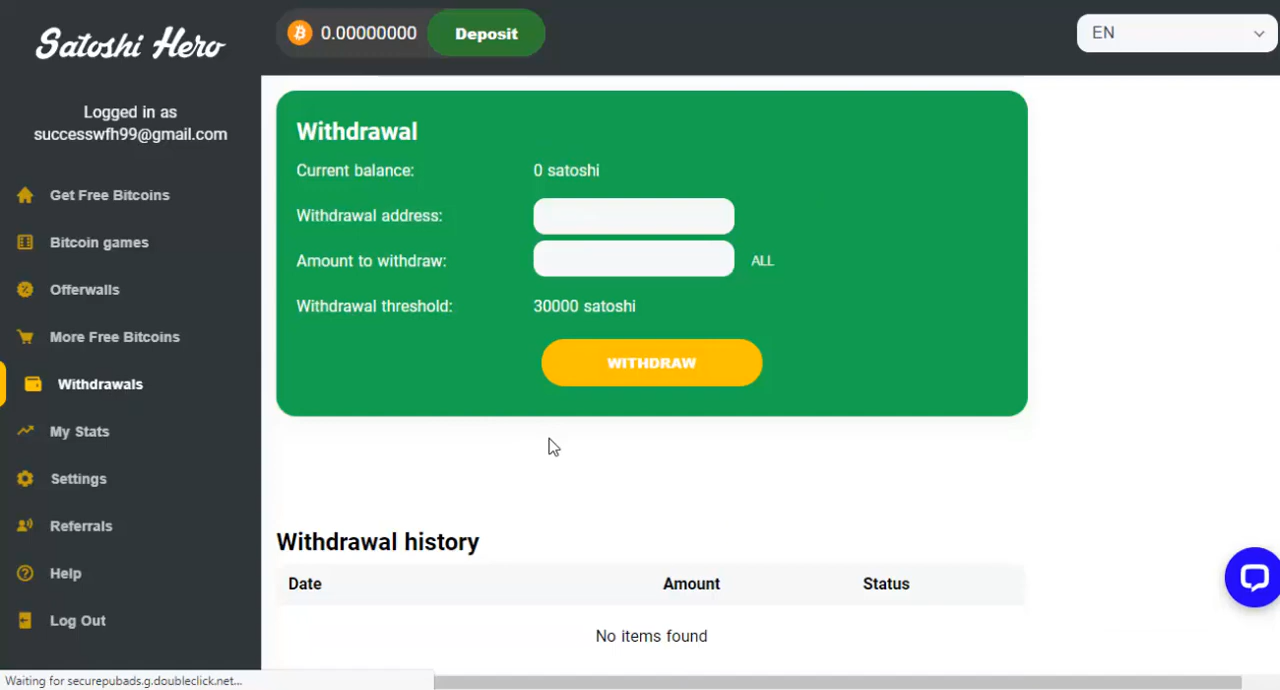 Satoshi Hero
0.00000000 Deposit
EN
Logged in as
successwfh99@gmail.com
Get Free Bitcoins
Bitcoin games
Offerwalls
More Free Bitcoins
Withdrawals
My Stats
Settings
Referrals
Help
Log Out
Withdrawal
Current balance: 0 satoshi
Withdrawal address:
Amount to withdraw: ALL
Withdrawal threshold: 30000 satoshi
WITHDRAW
Withdrawal history
Date Amount Status
No items found
Waiting for securepubads.g.doubleclick.net...